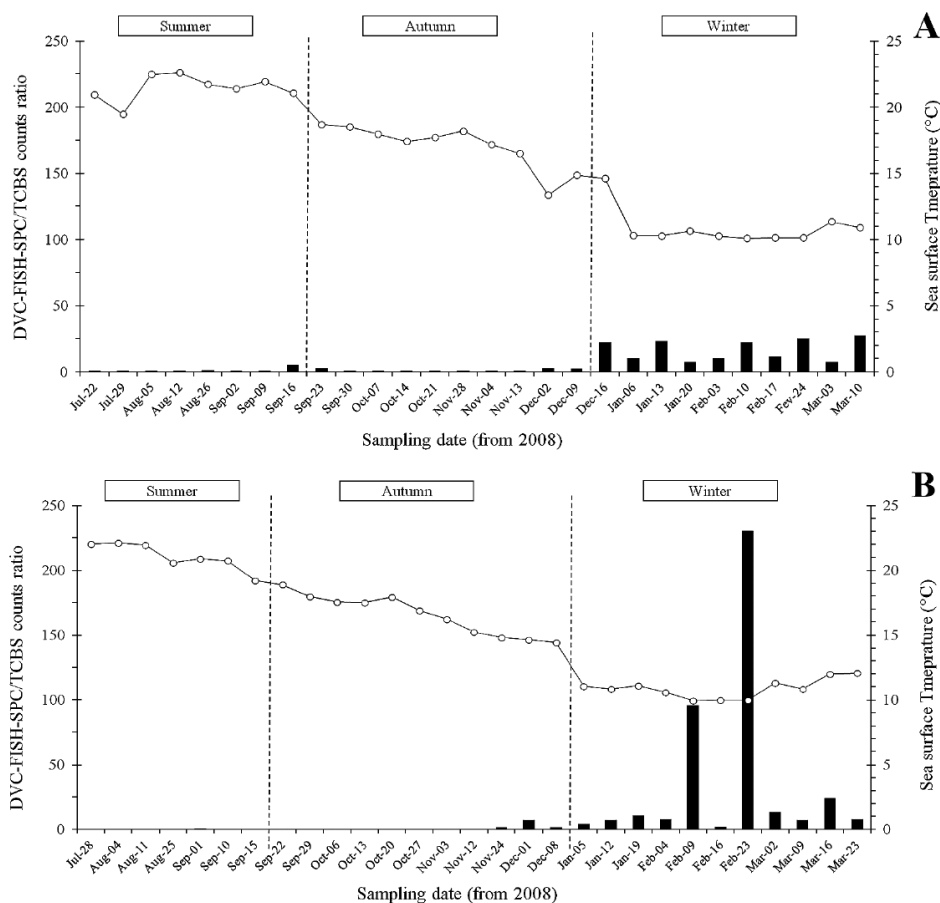 Summer Autumn Winter A
250 25
200 20
150 15
100 10
50 5
0 0
DVC-FISH-SPC/TCBS counts ratio
Sea surface Tmeprature (°C)
Jul-22 Jul-29 Aug-05 Aug-12 Aug-26 Sep-02 Sep-09 Sep-16 Sep-23 Sep-30 Oct-07 Oct-14 Oct-21 Nov-28 Nov-04 Nov-13 Dec-02 Dec-09 Dec-16 Jan-06 Jan-13 Jan-20 Feb-03 Feb-10 Feb-17 Fev-24 Mar-03 Mar-10
Sampling date (from 2008)
Summer Autumn Winter B
250 25
200 20
150 15
100 10
50 5
0 0
DVC-FISH-SPC/TCBS counts ratio
Sea surface Tmeprature (°C)
Jul-28 Aug-04 Aug-11 Aug-25 Sep-01 Sep-10 Sep-15 Sep-22 Sep-29 Oct-06 Oct-13 Oct-20 Oct-27 Nov-03 Nov-12 Nov-24 Dec-01 Dec-08 Jan-05 Jan-12 Jan-19 Feb-04 Feb-09 Feb-16 Feb-23 Mar-02 Mar-09 Mar-16 Mar-23
Sampling date (from 2008)